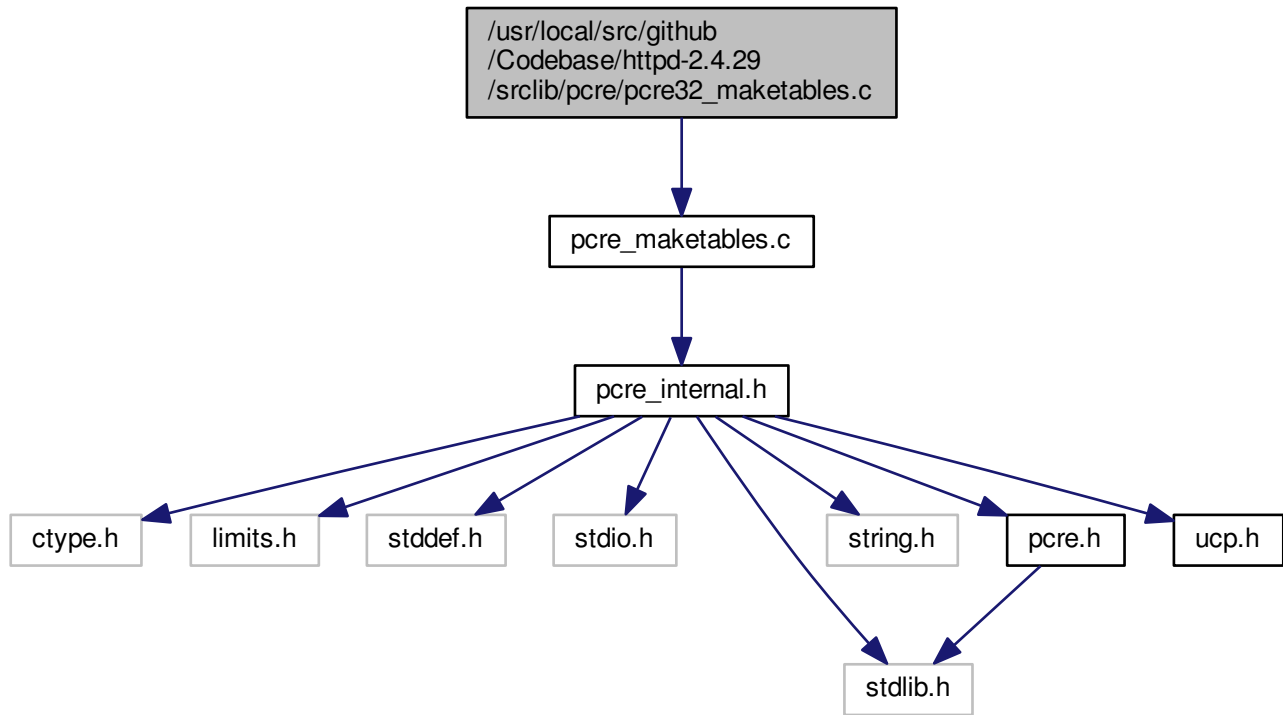 /usr/local/src/github
/Codebase/httpd-2.4.29
/srclib/pcre/pcre32_maketables.c
pcre_maketables.c
pcre_internal.h
ctype.h
limits.h
stddef.h
stdio.h
string.h
pcre.h
ucp.h
stdlib.h